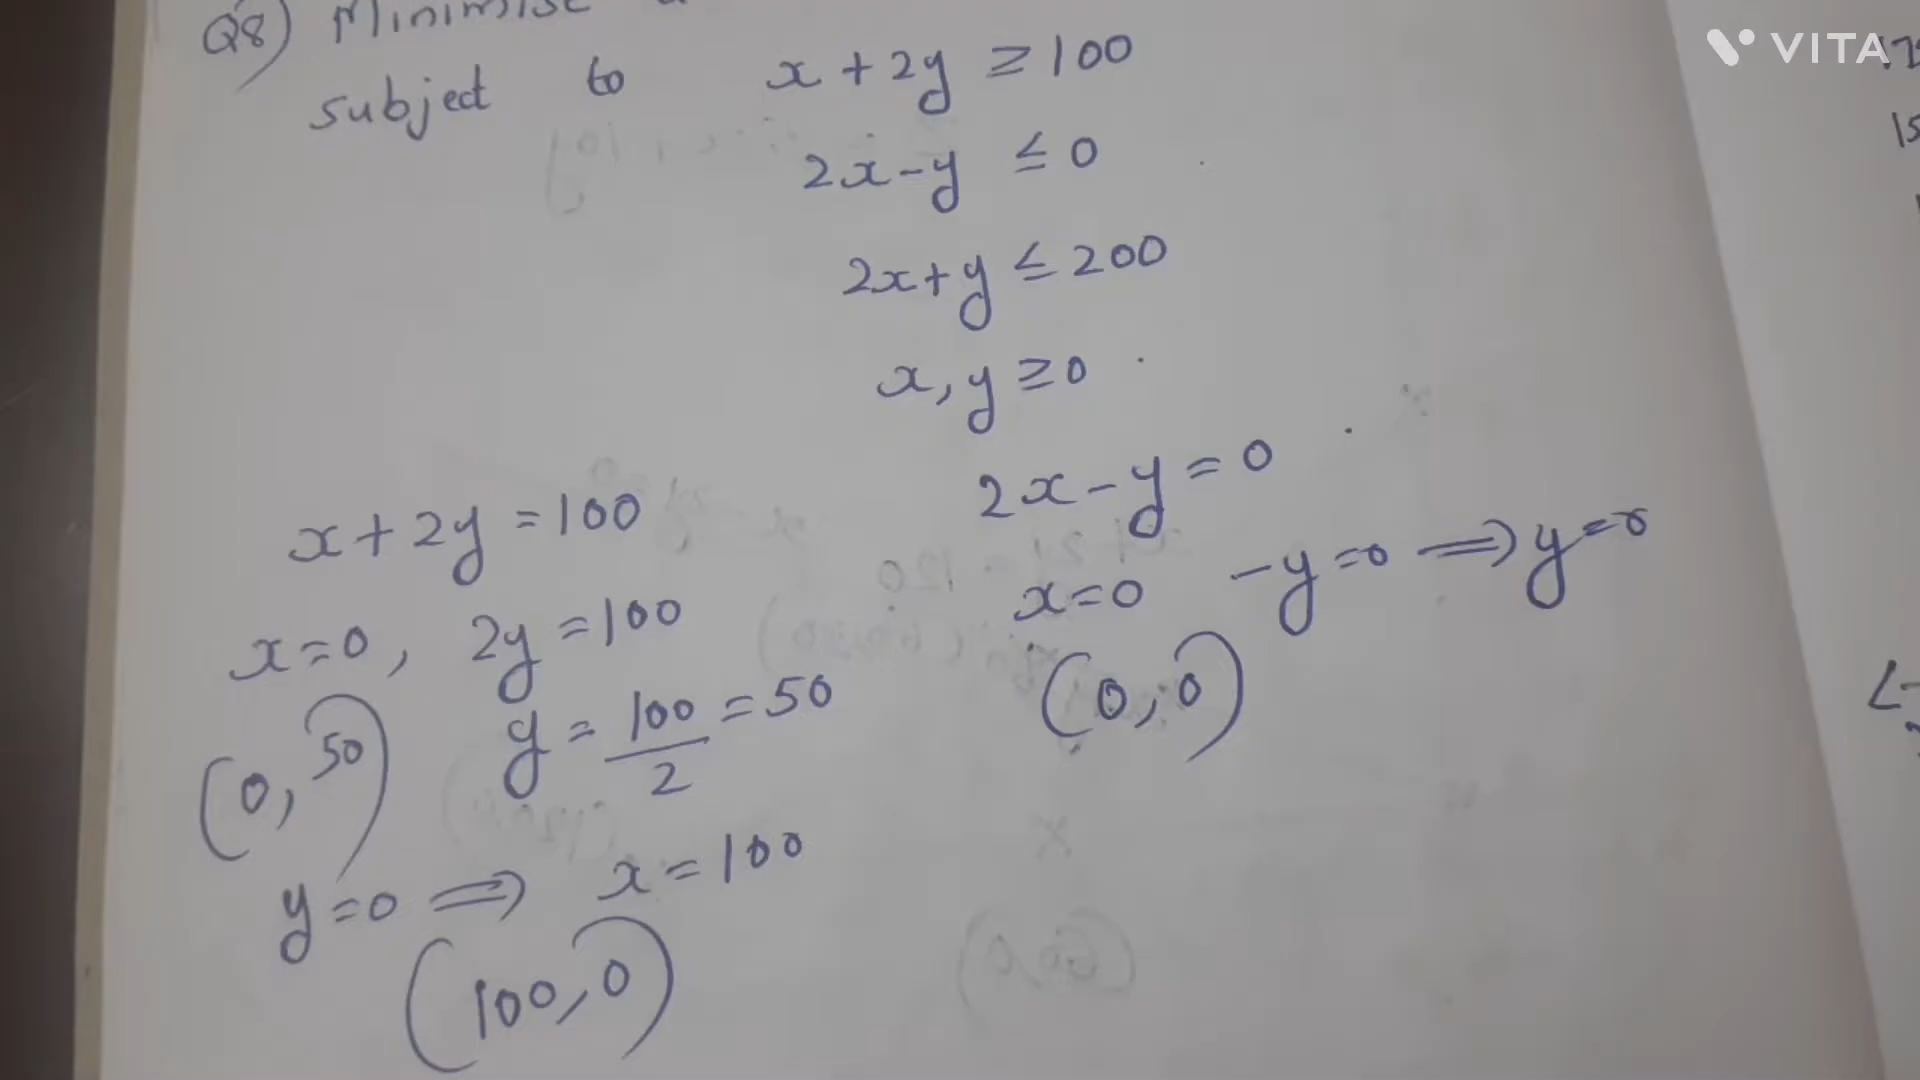 Q8) Minimise
subject to x + 2y ≥ 100
2x - y ≤ 0
2x + y ≤ 200
x, y ≥ 0
x + 2y = 100
x = 0, 2y = 100
(0, 50) y = 100/2 = 50
y = 0 ⟹ x = 100
(100, 0)
2x - y = 0
x = 0 -y = 0 ⟹ y = 0
(0, 0)
VITA